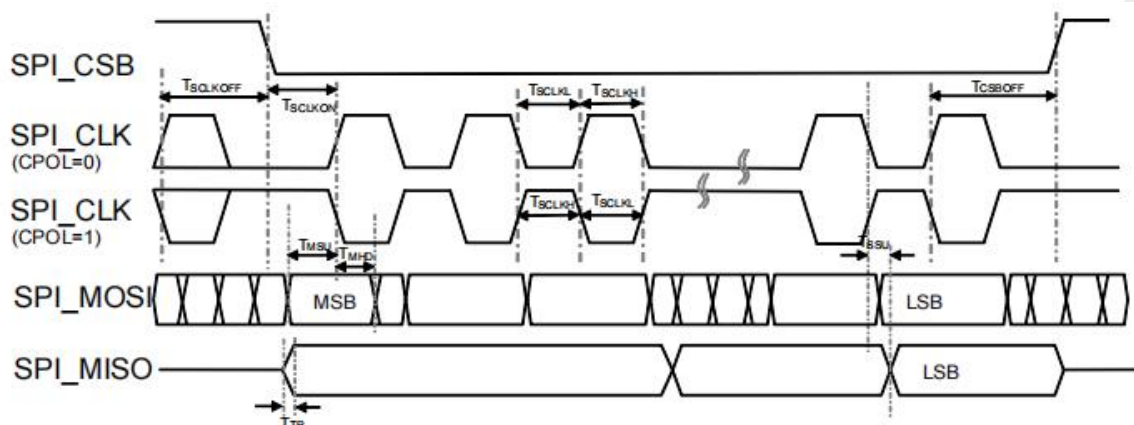 SPI_CSB
TSCLKOFF
TSCLKON
TSCLKL
TSCLKH
TCSBOFF
SPI_CLK
(CPOL=0)
SPI_CLK
(CPOL=1)
TSCLKH
TSCLKL
TMSU
TMHD
TSSU
SPI_MOSI
MSB
LSB
SPI_MISO
LSB